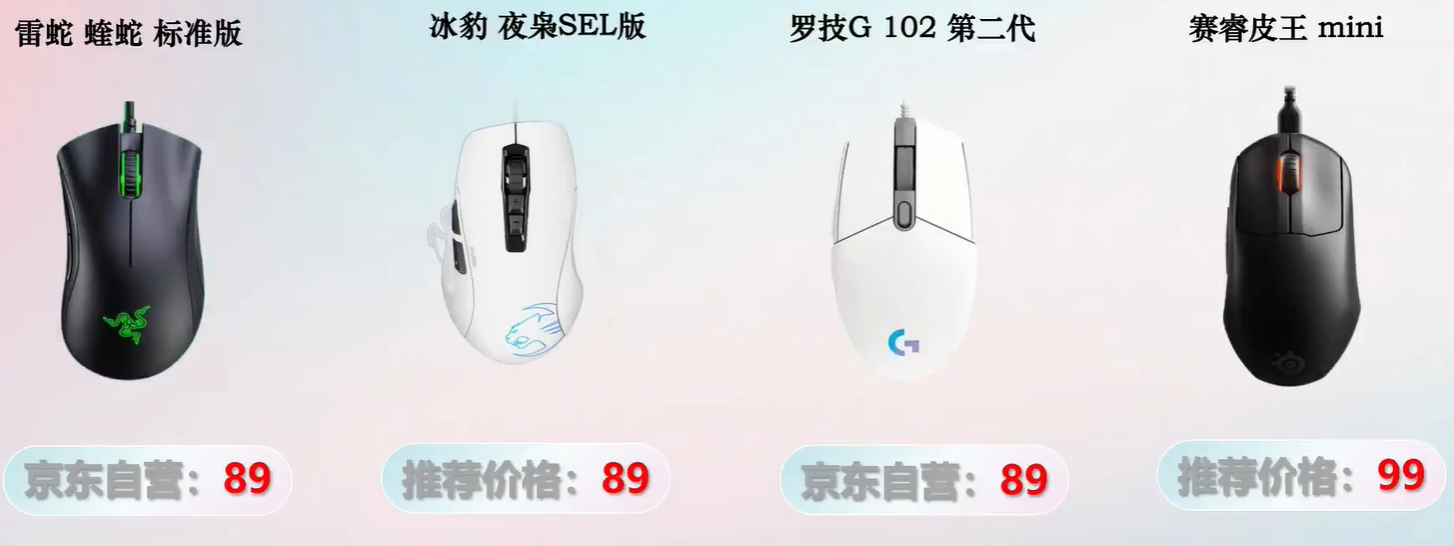 雷蛇 蝰蛇 标准版
冰豹 夜枭SEL版
罗技G 102 第二代
赛睿皮王 mini
京东自营：89
推荐价格：89
京东自营：89
推荐价格：99